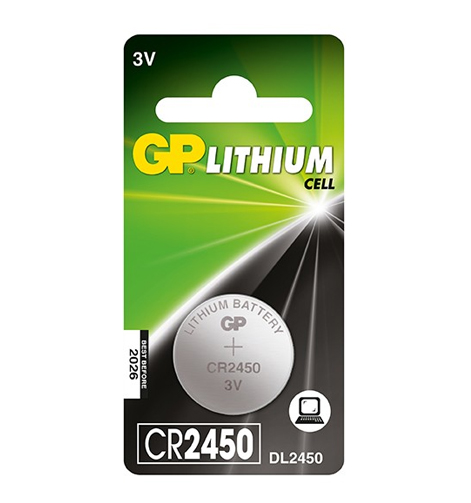 3V
GP LITHIUM
CELL
LITHIUM BATTERY
GP
+
CR2450
3V
BEST BEFORE
2026
CR2450
DL2450